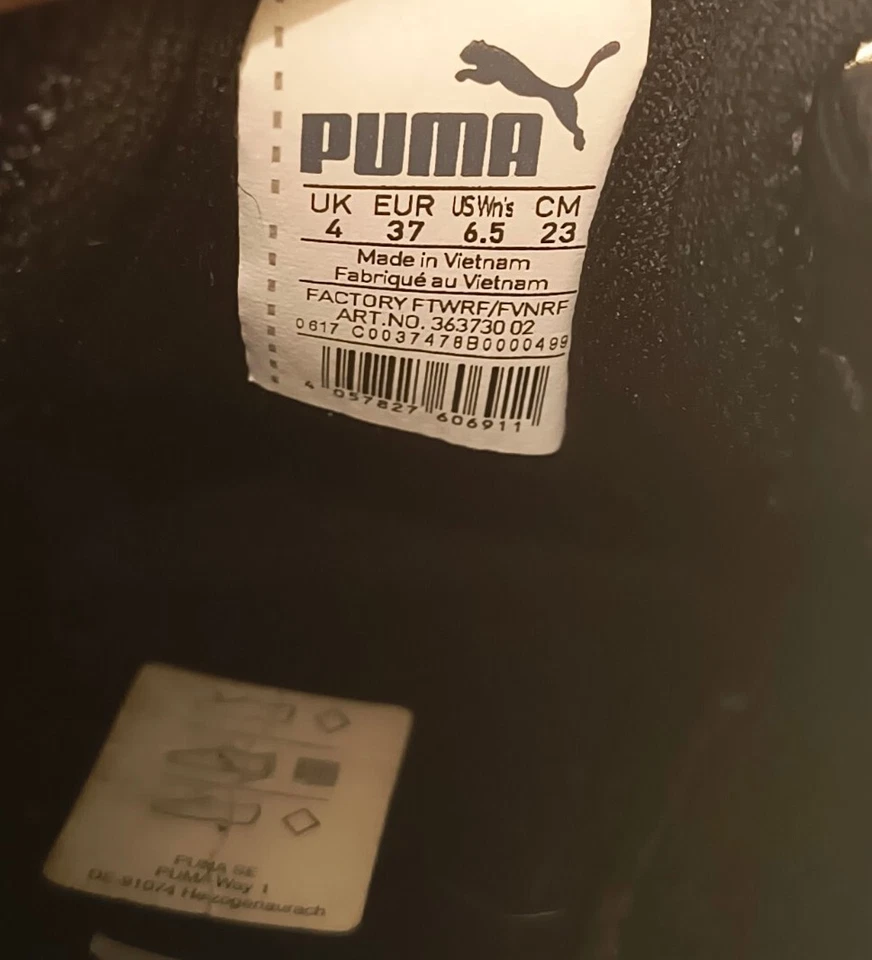 PUMA
UK EUR US Wn's CM
4 37 6.5 23
Made in Vietnam
Fabriqué au Vietnam
FACTORY FTWRF/FVNRF
ART.NO. 363730 02
0617 C0037478B0000499
4 057827 606911
PUMA SE
PUMA Way 1
DE-91074 Herzogenaurach